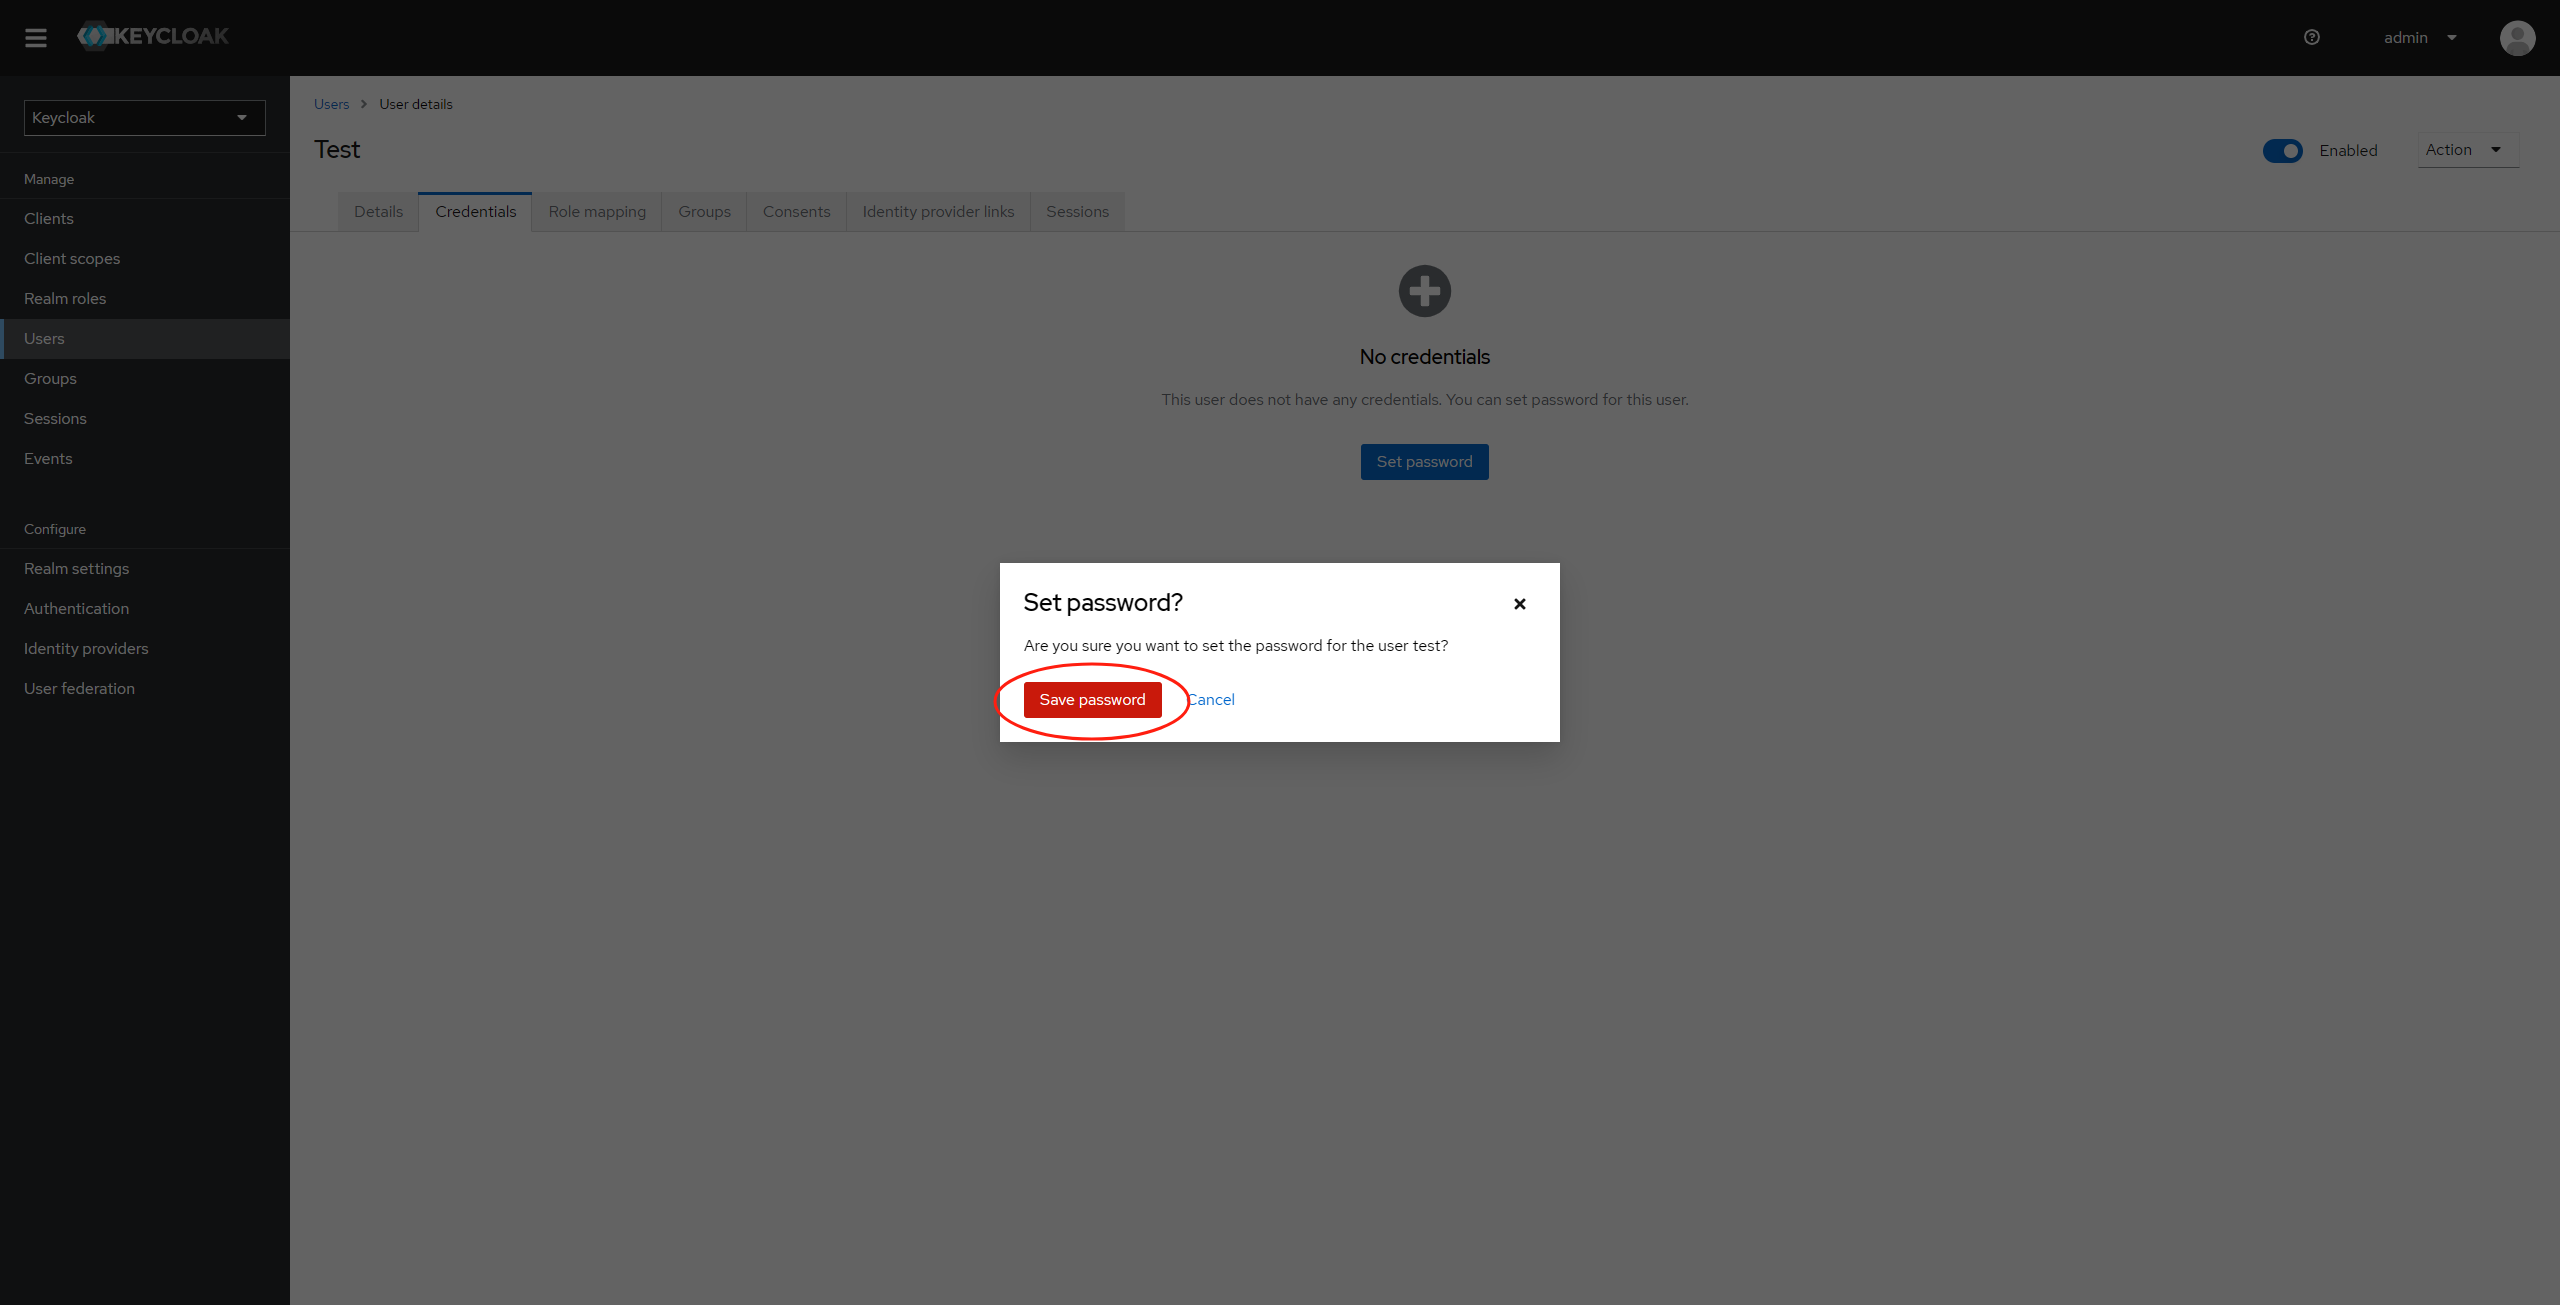 KEYCLOAK
admin
Keycloak
Manage
Clients
Client scopes
Realm roles
Users
Groups
Sessions
Events
Configure
Realm settings
Authentication
Identity providers
User federation
Users User details
Test
Enabled
Action
Details Credentials Role mapping Groups Consents Identity provider links Sessions
No credentials
This user does not have any credentials. You can set password for this user.
Set password
Set password?
Are you sure you want to set the password for the user test?
Save password Cancel